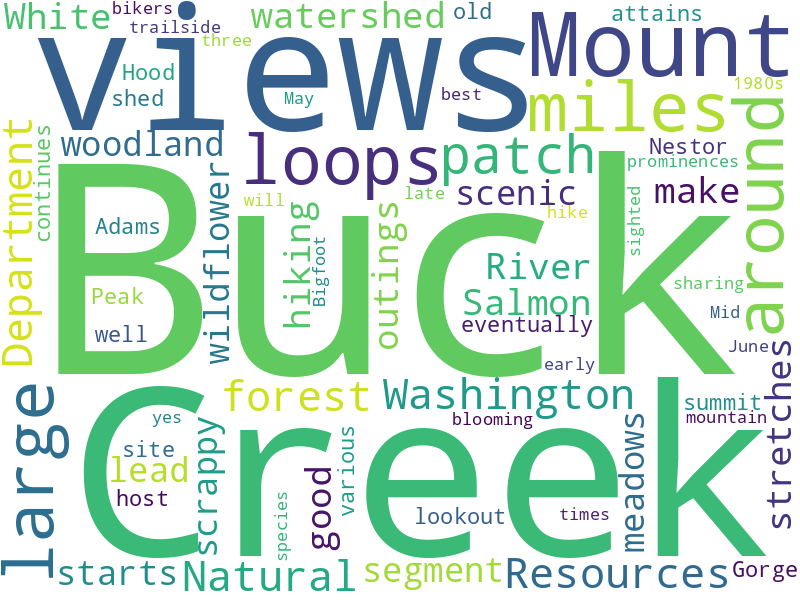 White
bikers
trailside
three
watershed
old
attains
views
Mount
Hood
shed
May
best
miles
1980s
around
Department
continues
woodland
loops
patch
Nestor
prominences
wildflower
will
late
scenic
make
hike
Buck
Adams
Peak
well
hiking
Bigfoot
outings
River
Salmon
eventually
sighted
sharing
Mid
June
early
large
forest
Washington
summit
mountain
stretches
Creek
yes
site
lead
host
scrappy
blooming
various
good
species
lookout
times
meadows
starts
Natural
segment
Resources
Gorge